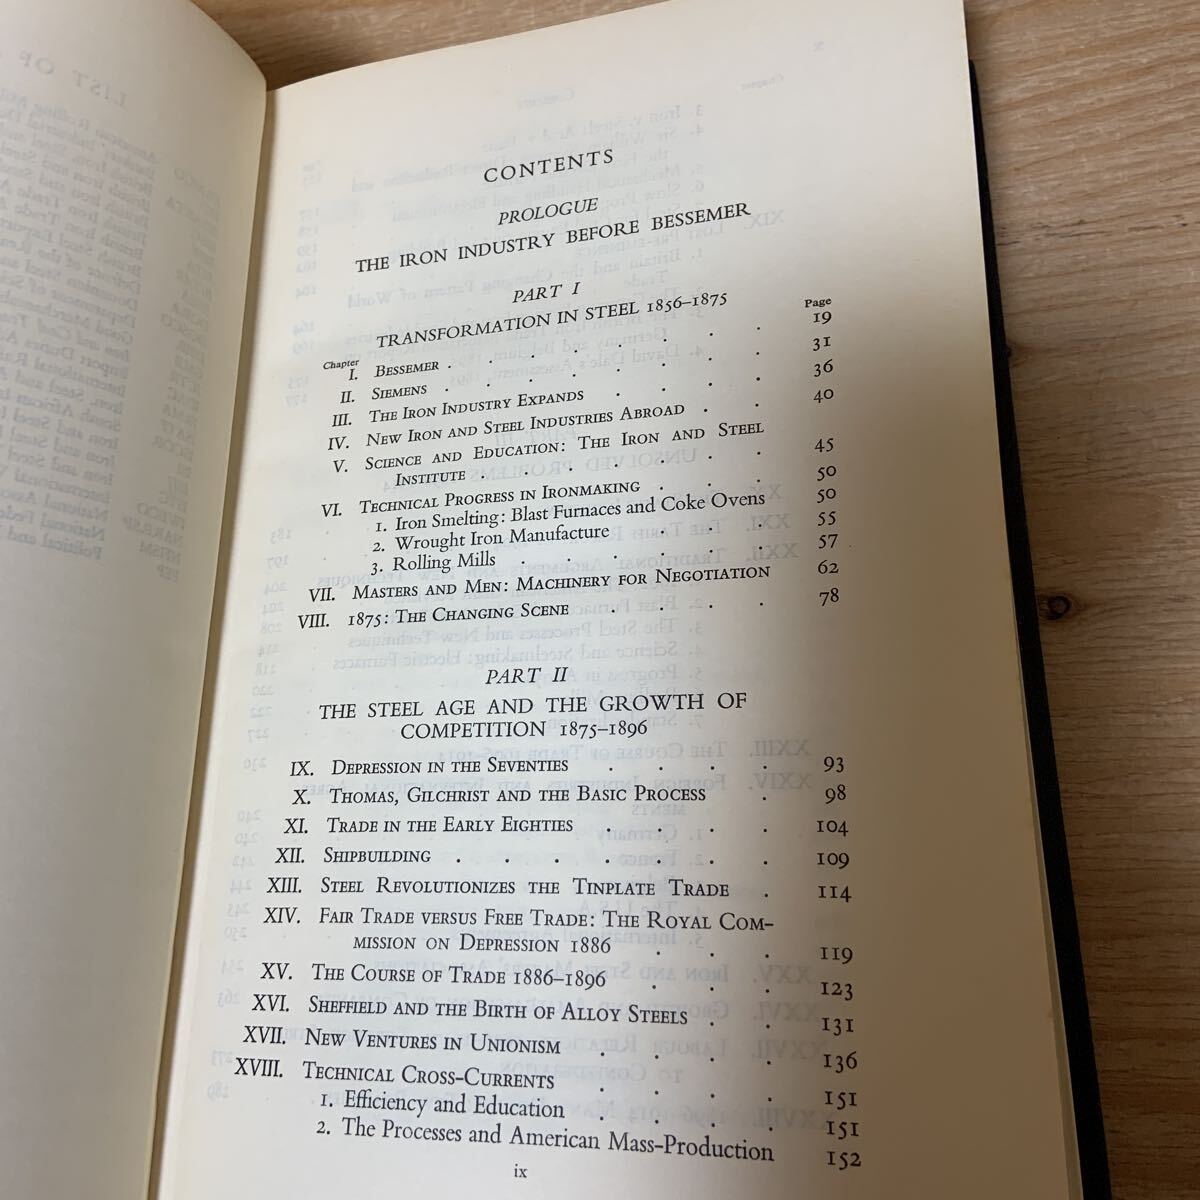 CONTENTS
PROLOGUE
THE IRON INDUSTRY BEFORE BESSEMER
PART I
TRANSFORMATION IN STEEL 1856–1875
Chapter Page
I. BESSEMER . . . . . . . 19
II. SIEMENS . . . . . . . 31
III. THE IRON INDUSTRY EXPANDS . . . . 36
IV. NEW IRON AND STEEL INDUSTRIES ABROAD . . 40
V. SCIENCE AND EDUCATION: THE IRON AND STEEL
INSTITUTE . . . . . . . 45
VI. TECHNICAL PROGRESS IN IRONMAKING . . . 50
1. Iron Smelting: Blast Furnaces and Coke Ovens 50
2. Wrought Iron Manufacture . . . . 55
3. Rolling Mills . . . . . . 57
VII. MASTERS AND MEN: MACHINERY FOR NEGOTIATION 62
VIII. 1875: THE CHANGING SCENE . . . . 78
PART II
THE STEEL AGE AND THE GROWTH OF
COMPETITION 1875–1896
IX. DEPRESSION IN THE SEVENTIES . . . . 93
X. THOMAS, GILCHRIST AND THE BASIC PROCESS . 98
XI. TRADE IN THE EARLY EIGHTIES . . . . 104
XII. SHIPBUILDING . . . . . . . 109
XIII. STEEL REVOLUTIONIZES THE TINPLATE TRADE . 114
XIV. FAIR TRADE VERSUS FREE TRADE: THE ROYAL COM-
MISSION ON DEPRESSION 1886 . . . 119
XV. THE COURSE OF TRADE 1886–1896 . . . 123
XVI. SHEFFIELD AND THE BIRTH OF ALLOY STEELS . . 131
XVII. NEW VENTURES IN UNIONISM . . . . 136
XVIII. TECHNICAL CROSS-CURRENTS . . . . 151
1. Efficiency and Education . . . . 151
2. The Processes and American Mass-Production 152
ix